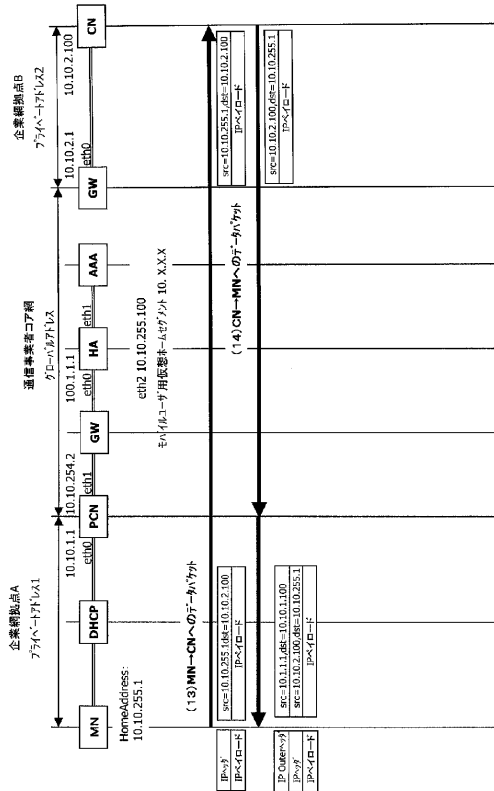 企業網拠点A
プライベートアドレス1
通信事業者コア網
グローバルアドレス
企業網拠点B
プライベートアドレス2
MN
DHCP
10.10.1.1
eth0
PCN
10.10.254.2
eth1
GW
100.1.1.1
eth0
HA
eth1
AAA
GW
10.10.2.1
eth0
10.10.2.100
CN
HomeAddress:
10.10.255.1
eth2 10.10.255.100
モバイルユーザ用仮想ホームセグメント 10. X.X.X
(13)MN→CNへのデータパケット
IPヘッダ
IPペイロード
src=10.10.255.1dst=10.10.2.100
IPペイロード
src=10.10.255.1,dst=10.10.2.100
IPペイロード
(14)CN→MNへのデータパケット
IP Outerヘッダ
IPヘッダ
IPペイロード
src=10.1.1.1,dst=10.10.1.100
src=10.10.2.100,dst=10.10.255.1
IPペイロード
src=10.10.2.100,dst=10.10.255.1
IPペイロード